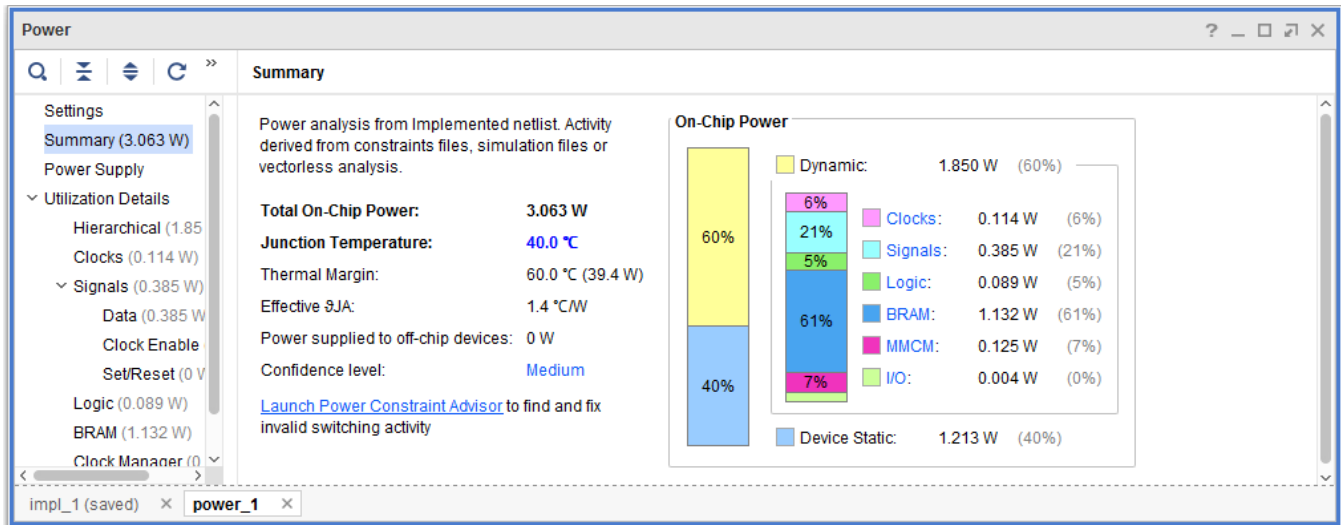 Power
Summary
Settings
Summary (3.063 W)
Power Supply
Utilization Details
Hierarchical (1.85
Clocks (0.114 W)
Signals (0.385 W)
Data (0.385 W
Clock Enable
Set/Reset (0 W
Logic (0.089 W)
BRAM (1.132 W)
Clock Manager (0
Power analysis from Implemented netlist. Activity
derived from constraints files, simulation files or
vectorless analysis.
Total On-Chip Power: 3.063 W
Junction Temperature: 40.0 °C
Thermal Margin: 60.0 °C (39.4 W)
Effective ϑJA: 1.4 °C/W
Power supplied to off-chip devices: 0 W
Confidence level: Medium
Launch Power Constraint Advisor to find and fix
invalid switching activity
On-Chip Power
60%
40%
Dynamic: 1.850 W (60%)
6%
21%
5%
61%
7%
Clocks: 0.114 W (6%)
Signals: 0.385 W (21%)
Logic: 0.089 W (5%)
BRAM: 1.132 W (61%)
MMCM: 0.125 W (7%)
I/O: 0.004 W (0%)
Device Static: 1.213 W (40%)
impl_1 (saved) ×
power_1 ×